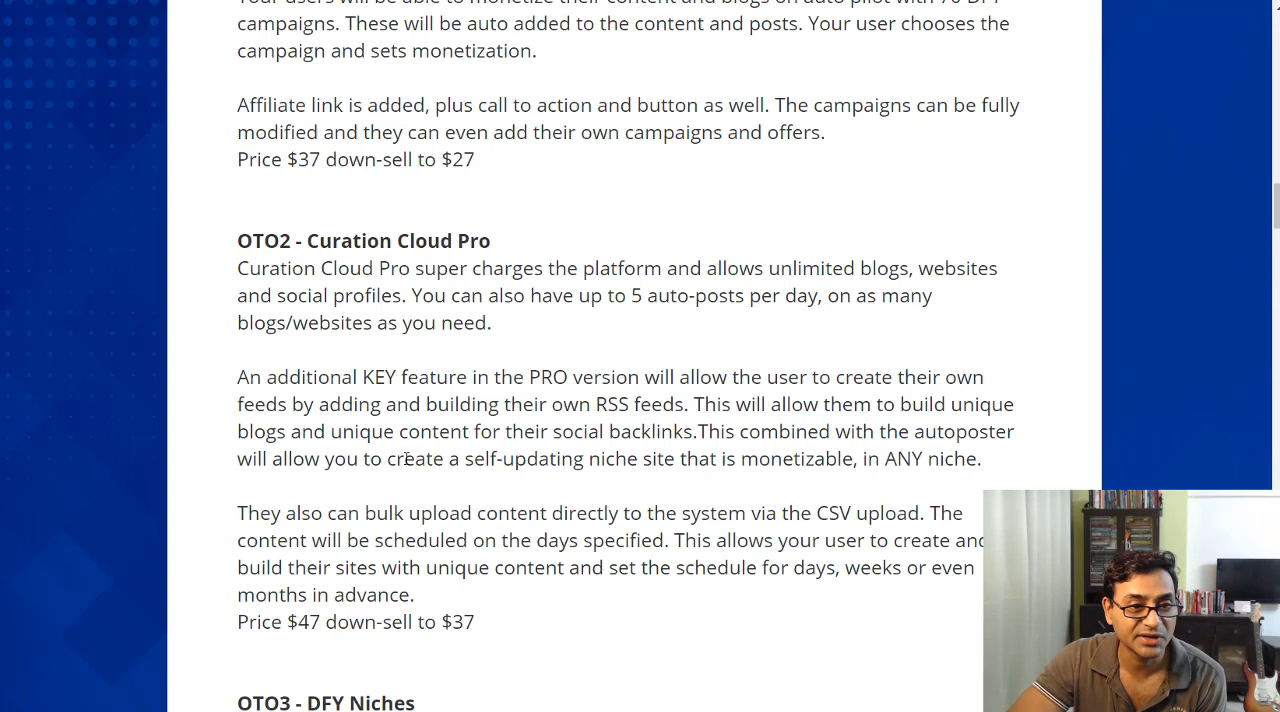 campaigns. These will be auto added to the content and posts. Your user chooses the
campaign and sets monetization.
Affiliate link is added, plus call to action and button as well. The campaigns can be fully
modified and they can even add their own campaigns and offers.
Price $37 down-sell to $27
OTO2 - Curation Cloud Pro
Curation Cloud Pro super charges the platform and allows unlimited blogs, websites
and social profiles. You can also have up to 5 auto-posts per day, on as many
blogs/websites as you need.
An additional KEY feature in the PRO version will allow the user to create their own
feeds by adding and building their own RSS feeds. This will allow them to build unique
blogs and unique content for their social backlinks.This combined with the autoposter
will allow you to create a self-updating niche site that is monetizable, in ANY niche.
They also can bulk upload content directly to the system via the CSV upload. The
content will be scheduled on the days specified. This allows your user to create and
build their sites with unique content and set the schedule for days, weeks or even
months in advance.
Price $47 down-sell to $37
OTO3 - DFY Niches